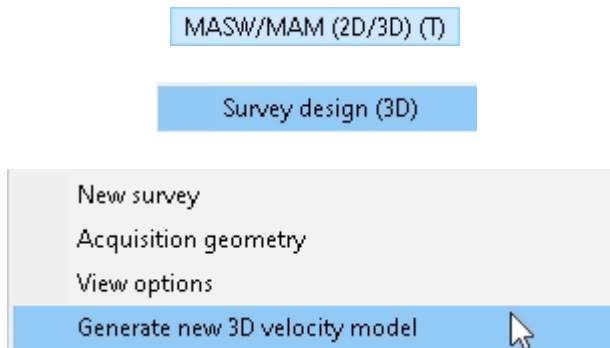 MASW/MAM (2D/3D) (T)
Survey design (3D)
New survey
Acquisition geometry
View options
Generate new 3D velocity model